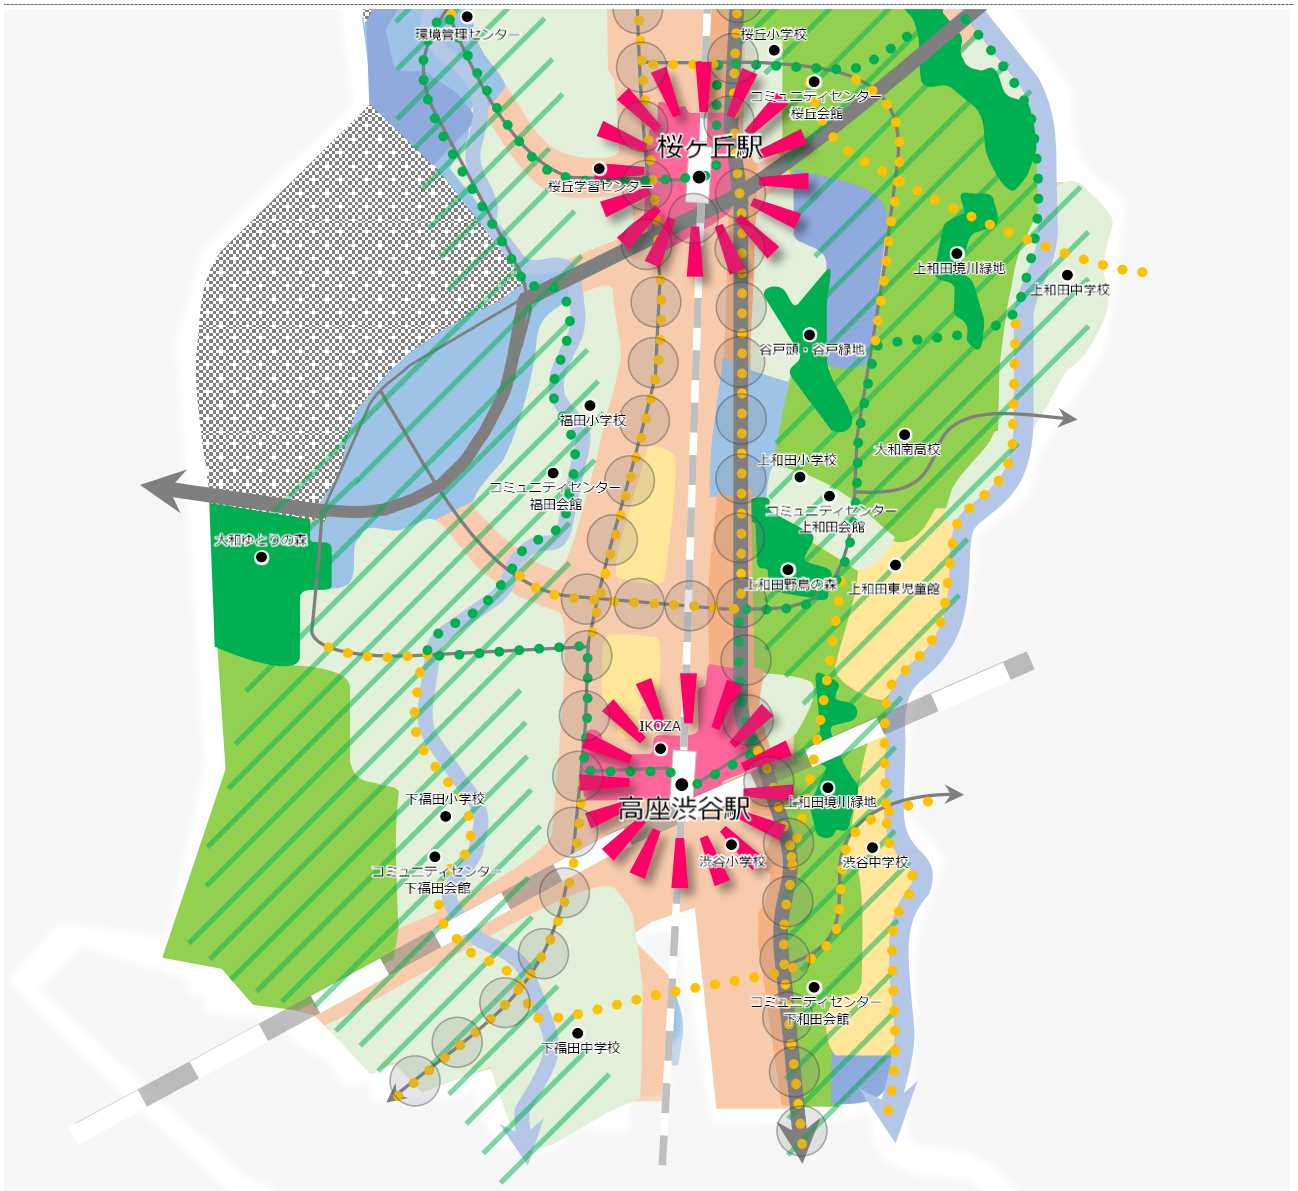 環境管理センター
桜丘小学校
コミュニティセンター
桜丘会館
桜ヶ丘駅
桜丘学習センター
上和田境川緑地
上和田中学校
谷戸頭・谷戸緑地
福田小学校
大和南高校
上和田小学校
コミュニティセンター
福田会館
コミュニティセンター
上和田会館
大和ゆとりの森
上和田野鳥の森
上和田東児童館
IKOZA
下福田小学校
高座渋谷駅
上和田境川緑地
渋谷小学校
渋谷中学校
コミュニティセンター
下福田会館
コミュニティセンター
下和田会館
下福田中学校